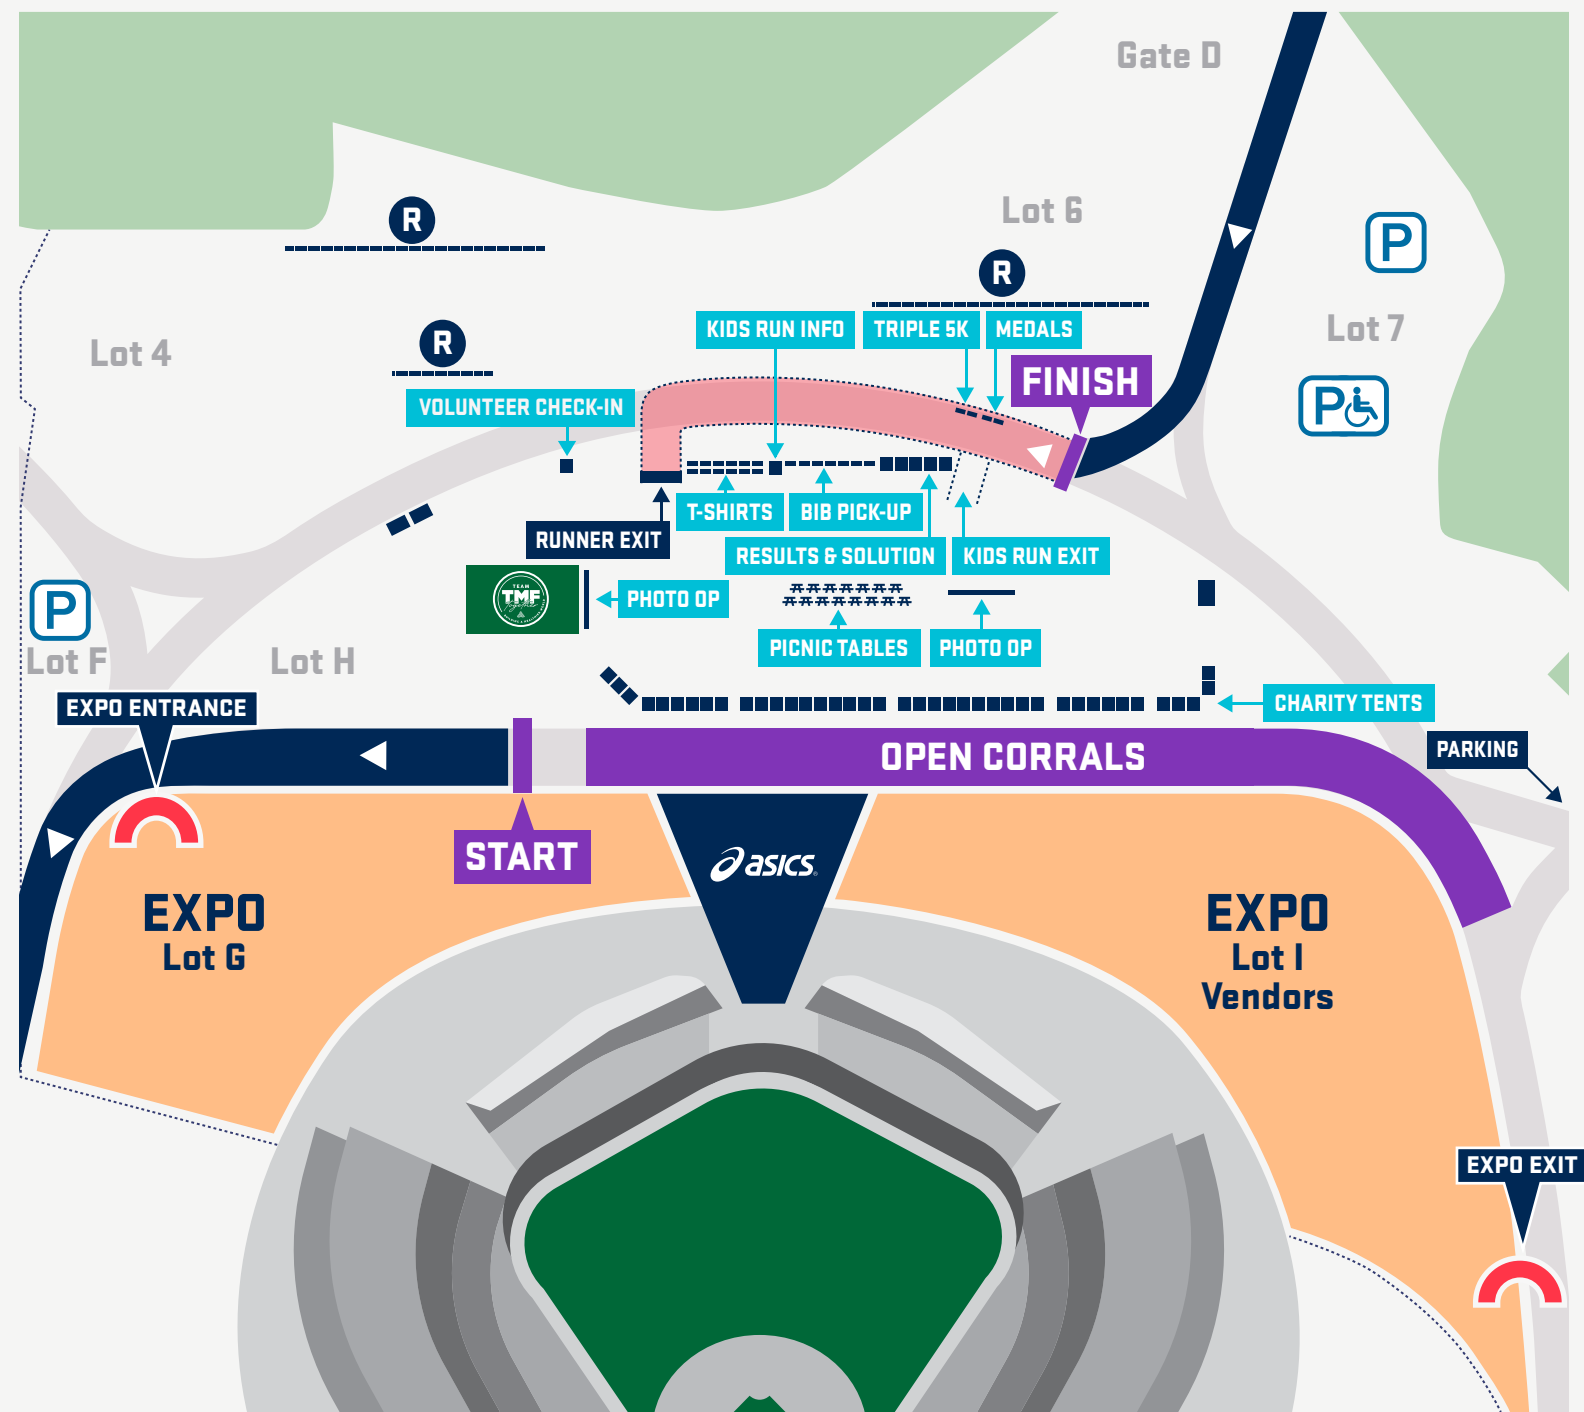 Gate D
Lot 6
R
P
R
KIDS RUN INFO
TRIPLE 5K
MEDALS
Lot 7
R
Lot 4
FINISH
VOLUNTEER CHECK-IN
P
T-SHIRTS
BIB PICK-UP
RUNNER EXIT
RESULTS & SOLUTION
KIDS RUN EXIT
TEAM
TMF
Together
PHOTO OP
P
PICNIC TABLES
PHOTO OP
Lot F
Lot H
CHARITY TENTS
EXPO ENTRANCE
OPEN CORRALS
PARKING
START
asics
EXPO
Lot G
EXPO
Lot I
Vendors
EXPO EXIT